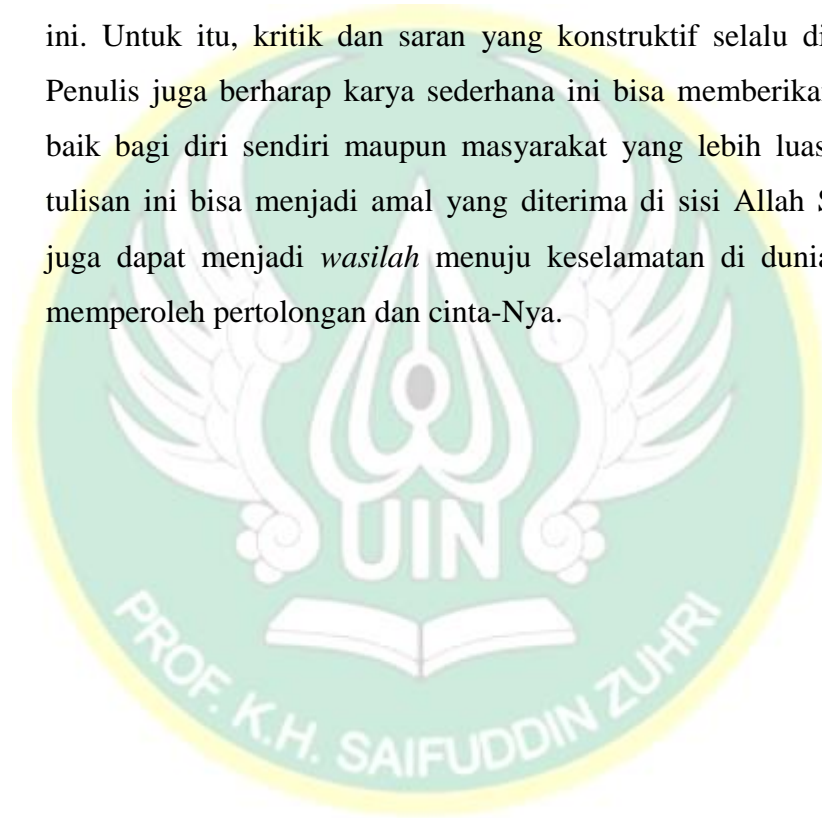 ini. Untuk itu, kritik dan saran yang konstruktif selalu di
Penulis juga berharap karya sederhana ini bisa memberika
baik bagi diri sendiri maupun masyarakat yang lebih luas
tulisan ini bisa menjadi amal yang diterima di sisi Allah S
juga dapat menjadi wasilah menuju keselamatan di dunia
memperoleh pertolongan dan cinta-Nya.
UIN
PROF. K.H. SAIFUDDIN ZUHRI